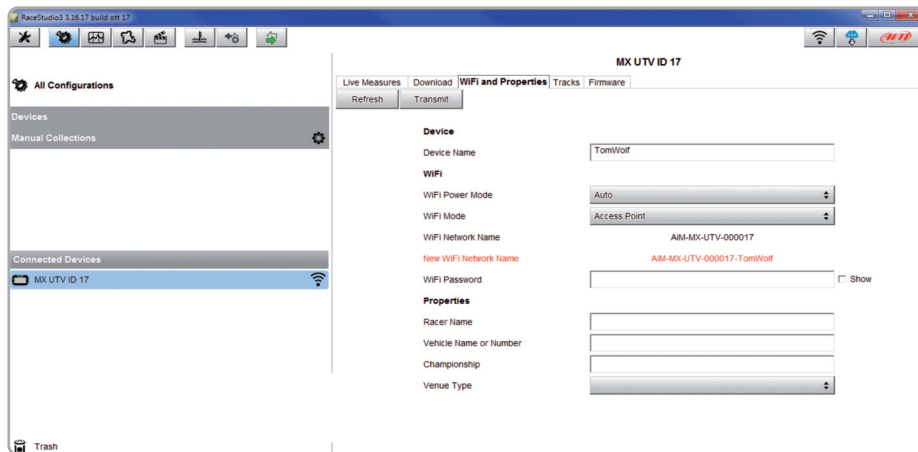 RaceStudio3 3.16.17 build ott 17
AiM
MX UTV ID 17
All Configurations
Live Measures Download WiFi and Properties Tracks Firmware
Refresh Transmit
Devices
Manual Collections
Device
Device Name TomWolf
WiFi
WiFi Power Mode Auto
WiFi Mode Access Point
WiFi Network Name AiM-MX-UTV-000017
Connected Devices
New WiFi Network Name AiM-MX-UTV-000017-TomWolf
MX UTV ID 17
WiFi Password Show
Properties
Racer Name
Vehicle Name or Number
Championship
Venue Type
Trash